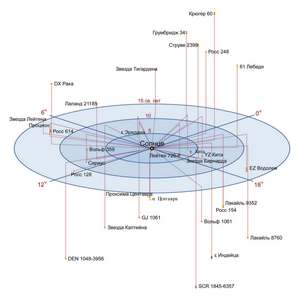 Крюгер 60
Грумбридж 34
Струве 2398
Росс 248
61 Лебедя
Звезда Тигардена
DX Рака
Лаланд 21185
15 св. лет
6ʰ
0ʰ
Звезда Лейтена
10
Процион
Росс 614
ε Эридана
5
Солнце
τ Кита
Вольф 359
Лейтен 726-8
YZ Кита
Сириус
Звезда Барнарда
EZ Водолея
Росс 128
12ʰ
18ʰ
Проксима Центавра
α Центавра
Лакайль 9352
Росс 154
GJ 1061
Вольф 1061
Звезда Каптейна
Лакайль 8760
DEN 1048-3956
ε Индейца
SCR 1845-6357